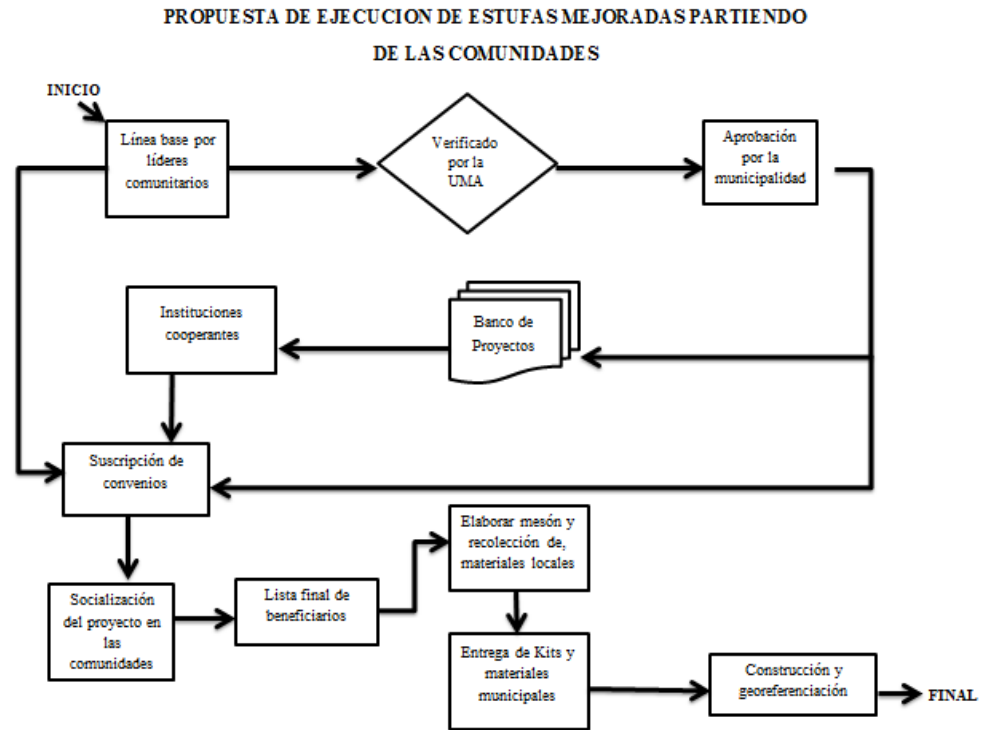 PROPUESTA DE EJECUCION DE ESTUFAS MEJORADAS PARTIENDO
DE LAS COMUNIDADES
INICIO
Línea base por
líderes
comunitarios
Verificado
por la
UMA
Aprobación
por la
municipalidad
Instituciones
cooperantes
Banco de
Proyectos
Suscripción de
convenios
Socialización
del proyecto en
las
comunidades
Lista final de
beneficiarios
Elaborar mesón y
recolección de,
materiales locales
Entrega de Kits y
materiales
municipales
Construcción y
georeferenciación
FINAL